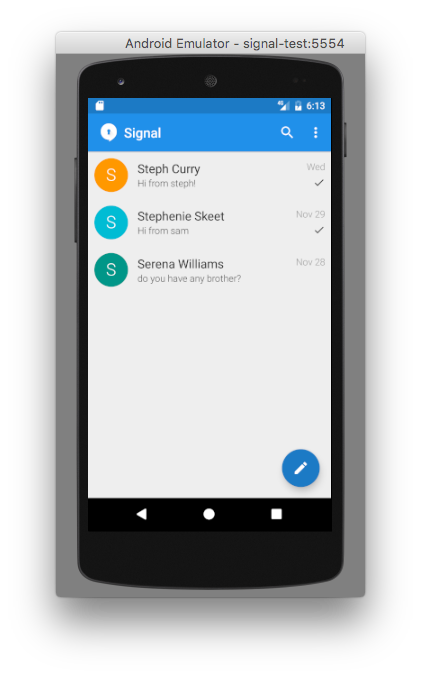 Android Emulator - signal-test:5554
4G 6:13
Signal
S Steph Curry Wed
Hi from steph!
S Stephenie Skeet Nov 29
Hi from sam
S Serena Williams Nov 28
do you have any brother?